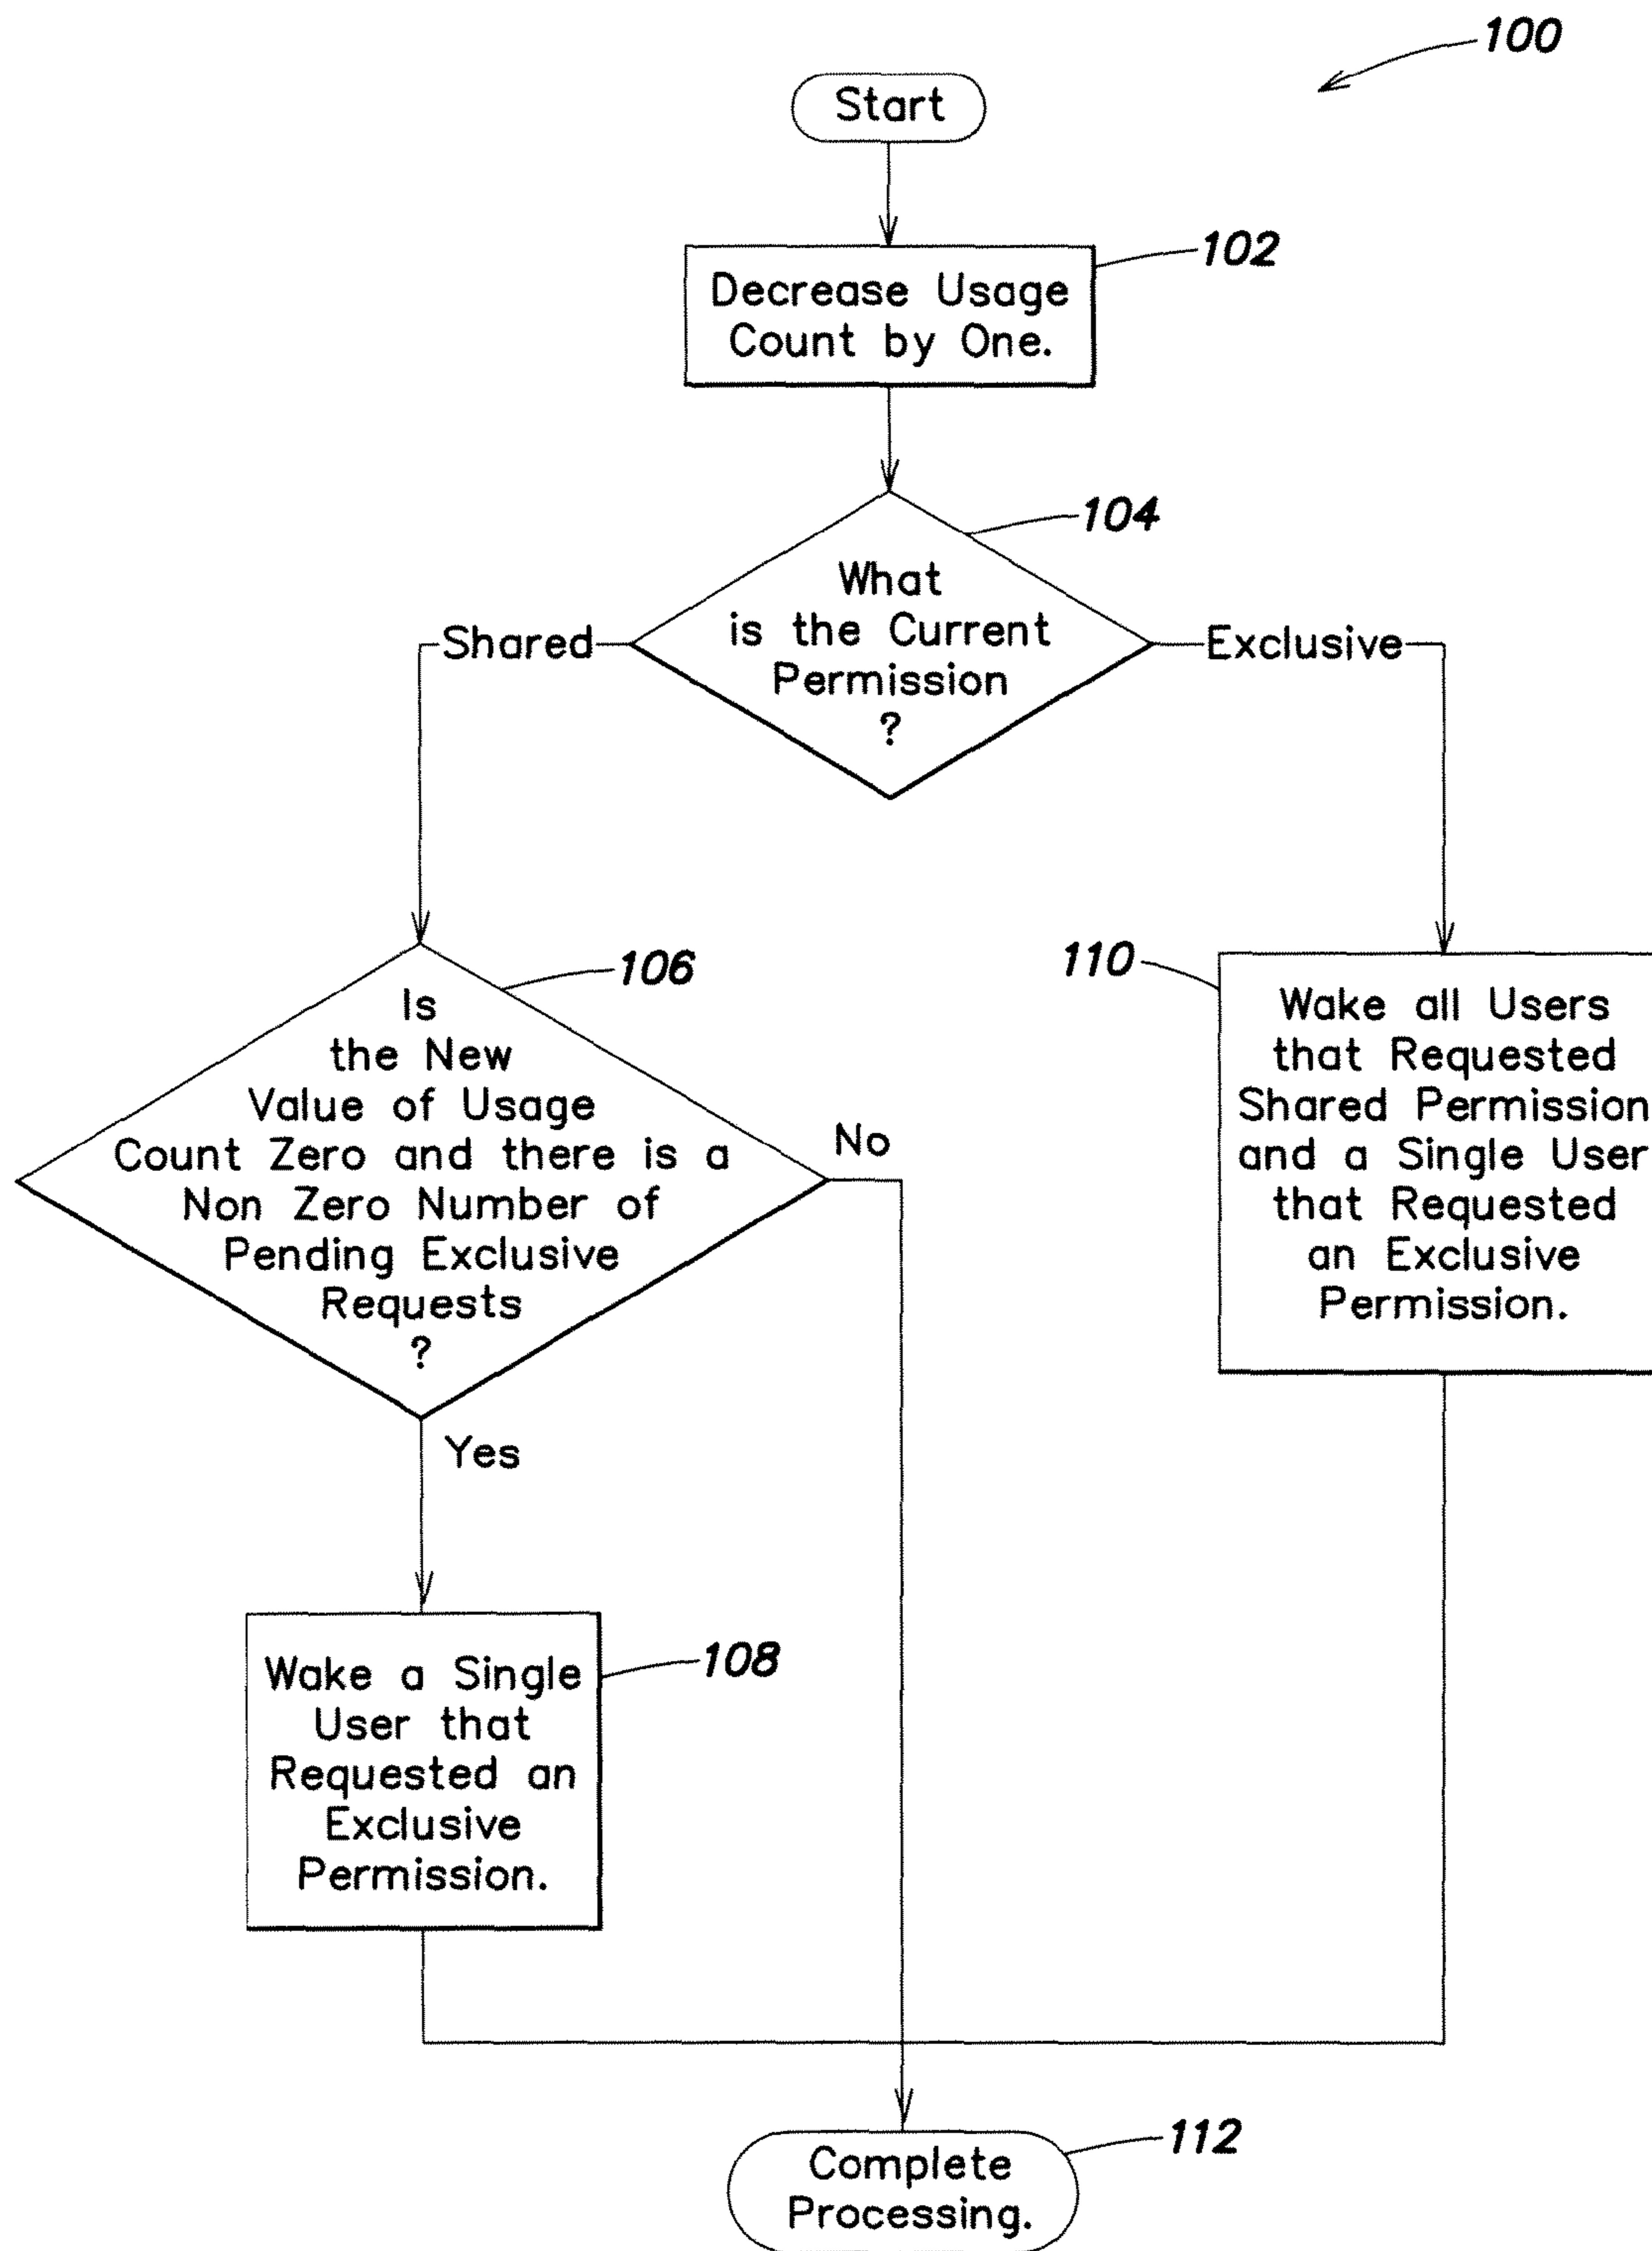 100
Start
102
Decrease Usage
Count by One.
104
What
is the Current
Permission
?
Shared
Exclusive
106
Is
the New
Value of Usage
Count Zero and there is a
Non Zero Number of
Pending Exclusive
Requests
?
No
Yes
110
Wake all Users
that Requested
Shared Permission
and a Single User
that Requested
an Exclusive
Permission.
108
Wake a Single
User that
Requested an
Exclusive
Permission.
112
Complete
Processing.